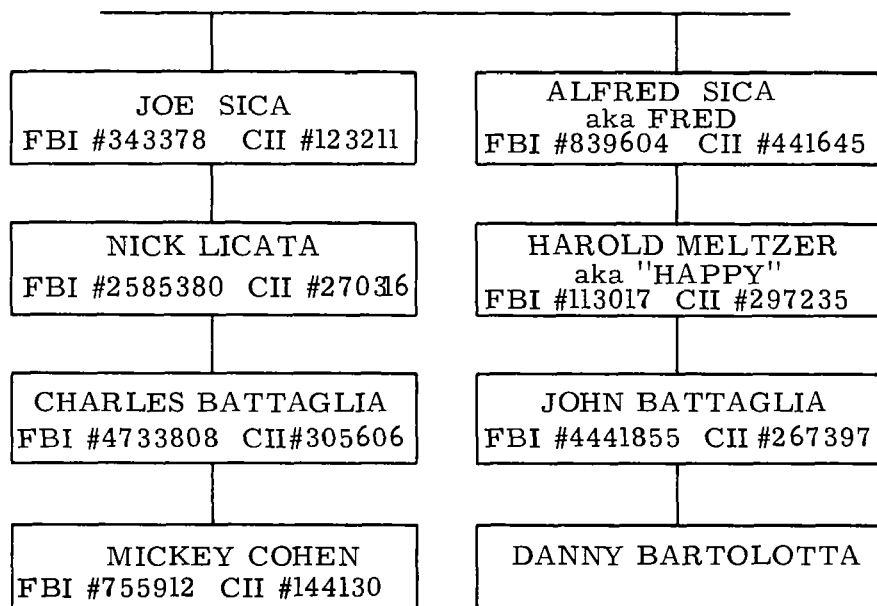 JOE SICA
FBI #343378 CII #123211
NICK LICATA
FBI #2585380 CII #270316
CHARLES BATTAGLIA
FBI #4733808 CII#305606
MICKEY COHEN
FBI #755912 CII #144130
ALFRED SICA
aka FRED
FBI #839604 CII #441645
HAROLD MELTZER
aka "HAPPY"
FBI #113017 CII #297235
JOHN BATTAGLIA
FBI #4441855 CII #267397
DANNY BARTOLOTTA